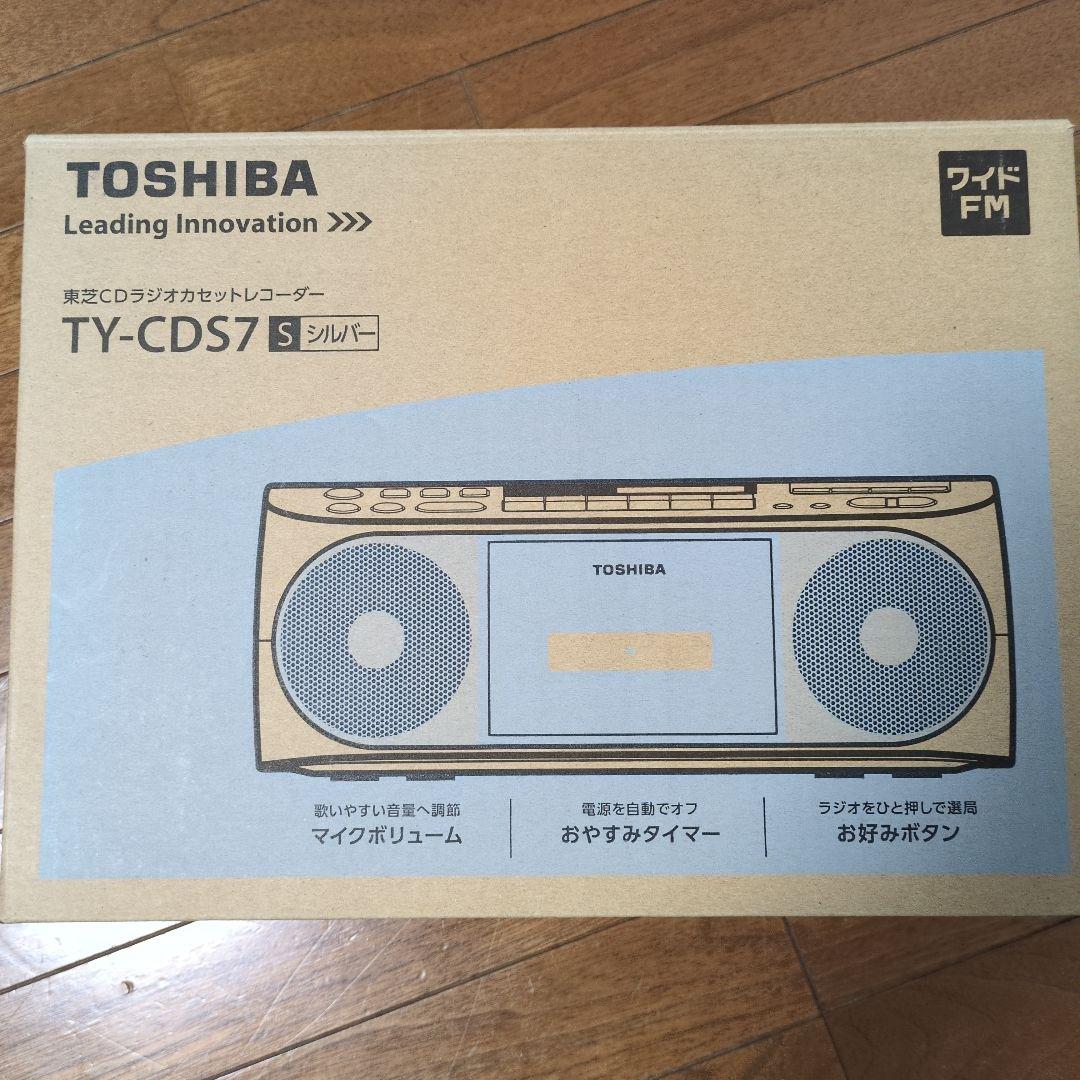 TOSHIBA
Leading Innovation >>>
ワイド
FM
東芝CDラジオカセットレコーダー
TY-CDS7 S シルバー
TOSHIBA
歌いやすい音量へ調節
マイクボリューム
電源を自動でオフ
おやすみタイマー
ラジオをひと押しで選局
お好みボタン